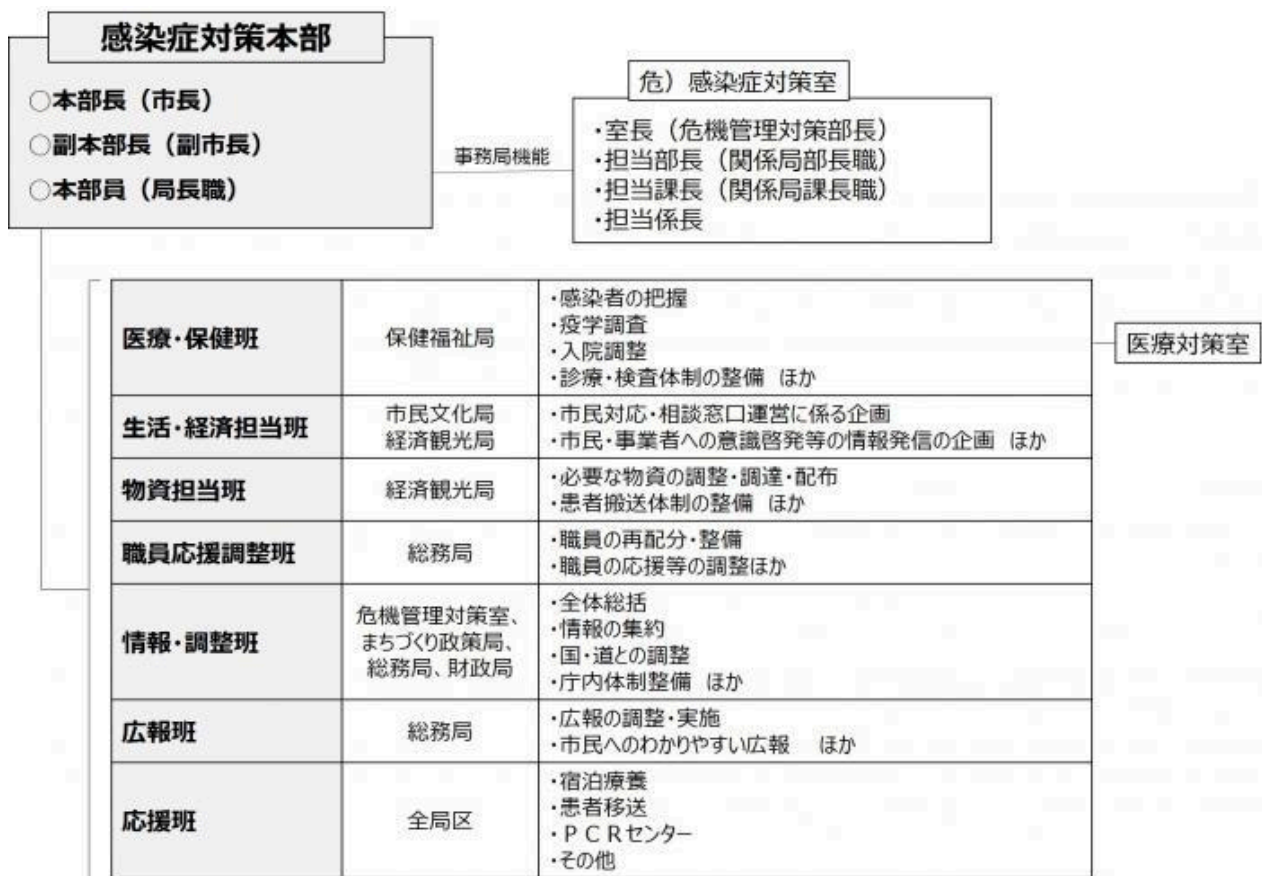 感染症対策本部
○本部長（市長）
○副本部長（副市長）
○本部員（局長職）
事務局機能
危）感染症対策室
・室長（危機管理対策部長）
・担当部長（関係局部長職）
・担当課長（関係局課長職）
・担当係長
医療・保健班
保健福祉局
・感染者の把握
・疫学調査
・入院調整
・診療・検査体制の整備 ほか
医療対策室
生活・経済担当班
市民文化局
経済観光局
・市民対応・相談窓口運営に係る企画
・市民・事業者への意識啓発等の情報発信の企画 ほか
物資担当班
経済観光局
・必要な物資の調整・調達・配布
・患者搬送体制の整備 ほか
職員応援調整班
総務局
・職員の再配分・整備
・職員の応援等の調整ほか
情報・調整班
危機管理対策室、
まちづくり政策局、
総務局、財政局
・全体総括
・情報の集約
・国・道との調整
・庁内体制整備 ほか
広報班
総務局
・広報の調整・実施
・市民へのわかりやすい広報 ほか
応援班
全局区
・宿泊療養
・患者移送
・ＰＣＲセンター
・その他